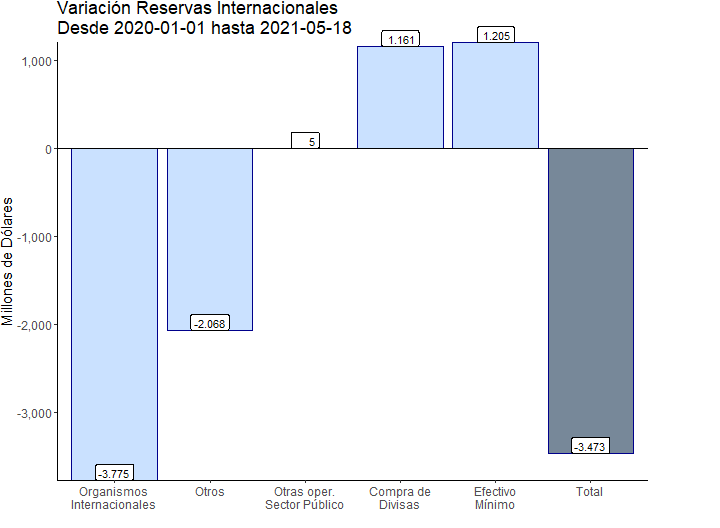 Variación Reservas Internacionales
Desde 2020-01-01 hasta 2021-05-18
Millones de Dólares
1,000
0
-1,000
-2,000
-3,000
-3.775
-2.068
5
1.161
1.205
-3.473
Organismos
Internacionales
Otros
Otras oper.
Sector Público
Compra de
Divisas
Efectivo
Mínimo
Total